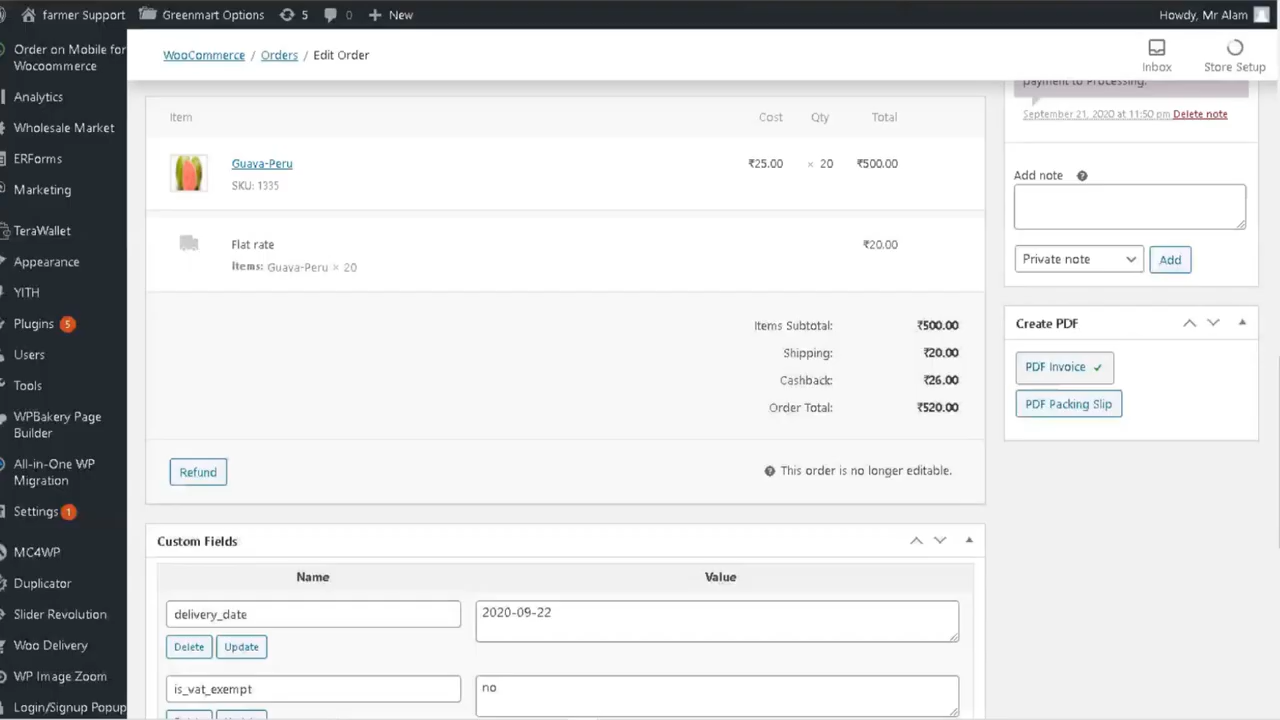 farmer Support
Greenmart Options
5
0
New
Howdy, Mr Alam
Order on Mobile for
Wocoommerce
Analytics
Wholesale Market
ERForms
Marketing
TeraWallet
Appearance
YITH
Plugins 5
Users
Tools
WPBakery Page
Builder
All-in-One WP
Migration
Settings 1
MC4WP
Duplicator
Slider Revolution
Woo Delivery
WP Image Zoom
Login/Signup Popup
WooCommerce / Orders / Edit Order
Inbox
Store Setup
Item Cost Qty Total
Guava-Peru ₹25.00 × 20 ₹500.00
SKU: 1335
Flat rate ₹20.00
Items: Guava-Peru × 20
Items Subtotal: ₹500.00
Shipping: ₹20.00
Cashback: ₹26.00
Order Total: ₹520.00
Refund
This order is no longer editable.
Custom Fields
Name Value
delivery_date 2020-09-22
Delete Update
is_vat_exempt no
payment to Processing.
September 21, 2020 at 11:50 pm Delete note
Add note
Private note Add
Create PDF
PDF Invoice ✓
PDF Packing Slip